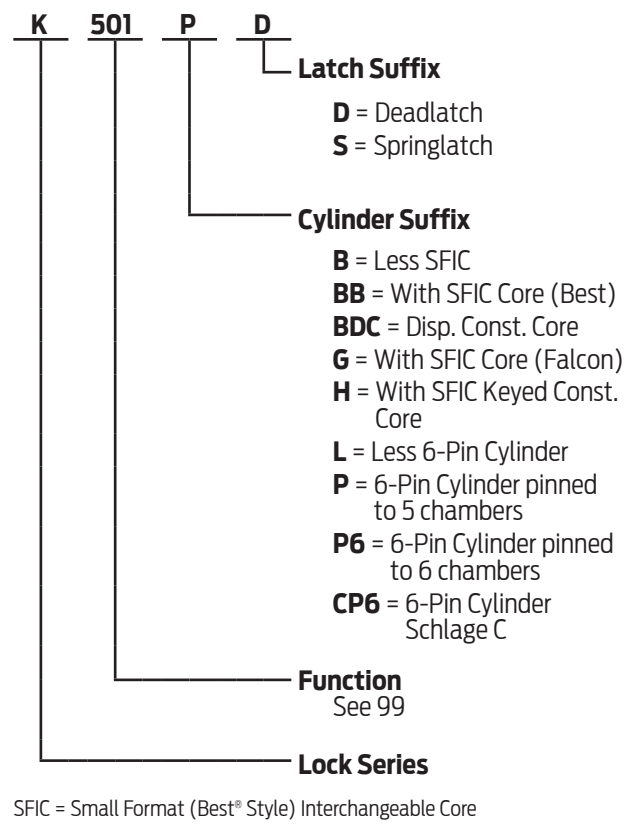 K 501 P D
Latch Suffix
D = Deadlatch
S = Springlatch
Cylinder Suffix
B = Less SFIC
BB = With SFIC Core (Best)
BDC = Disp. Const. Core
G = With SFIC Core (Falcon)
H = With SFIC Keyed Const.
Core
L = Less 6-Pin Cylinder
P = 6-Pin Cylinder pinned
to 5 chambers
P6 = 6-Pin Cylinder pinned
to 6 chambers
CP6 = 6-Pin Cylinder
Schlage C
Function
See 99
Lock Series
SFIC = Small Format (Best® Style) Interchangeable Core